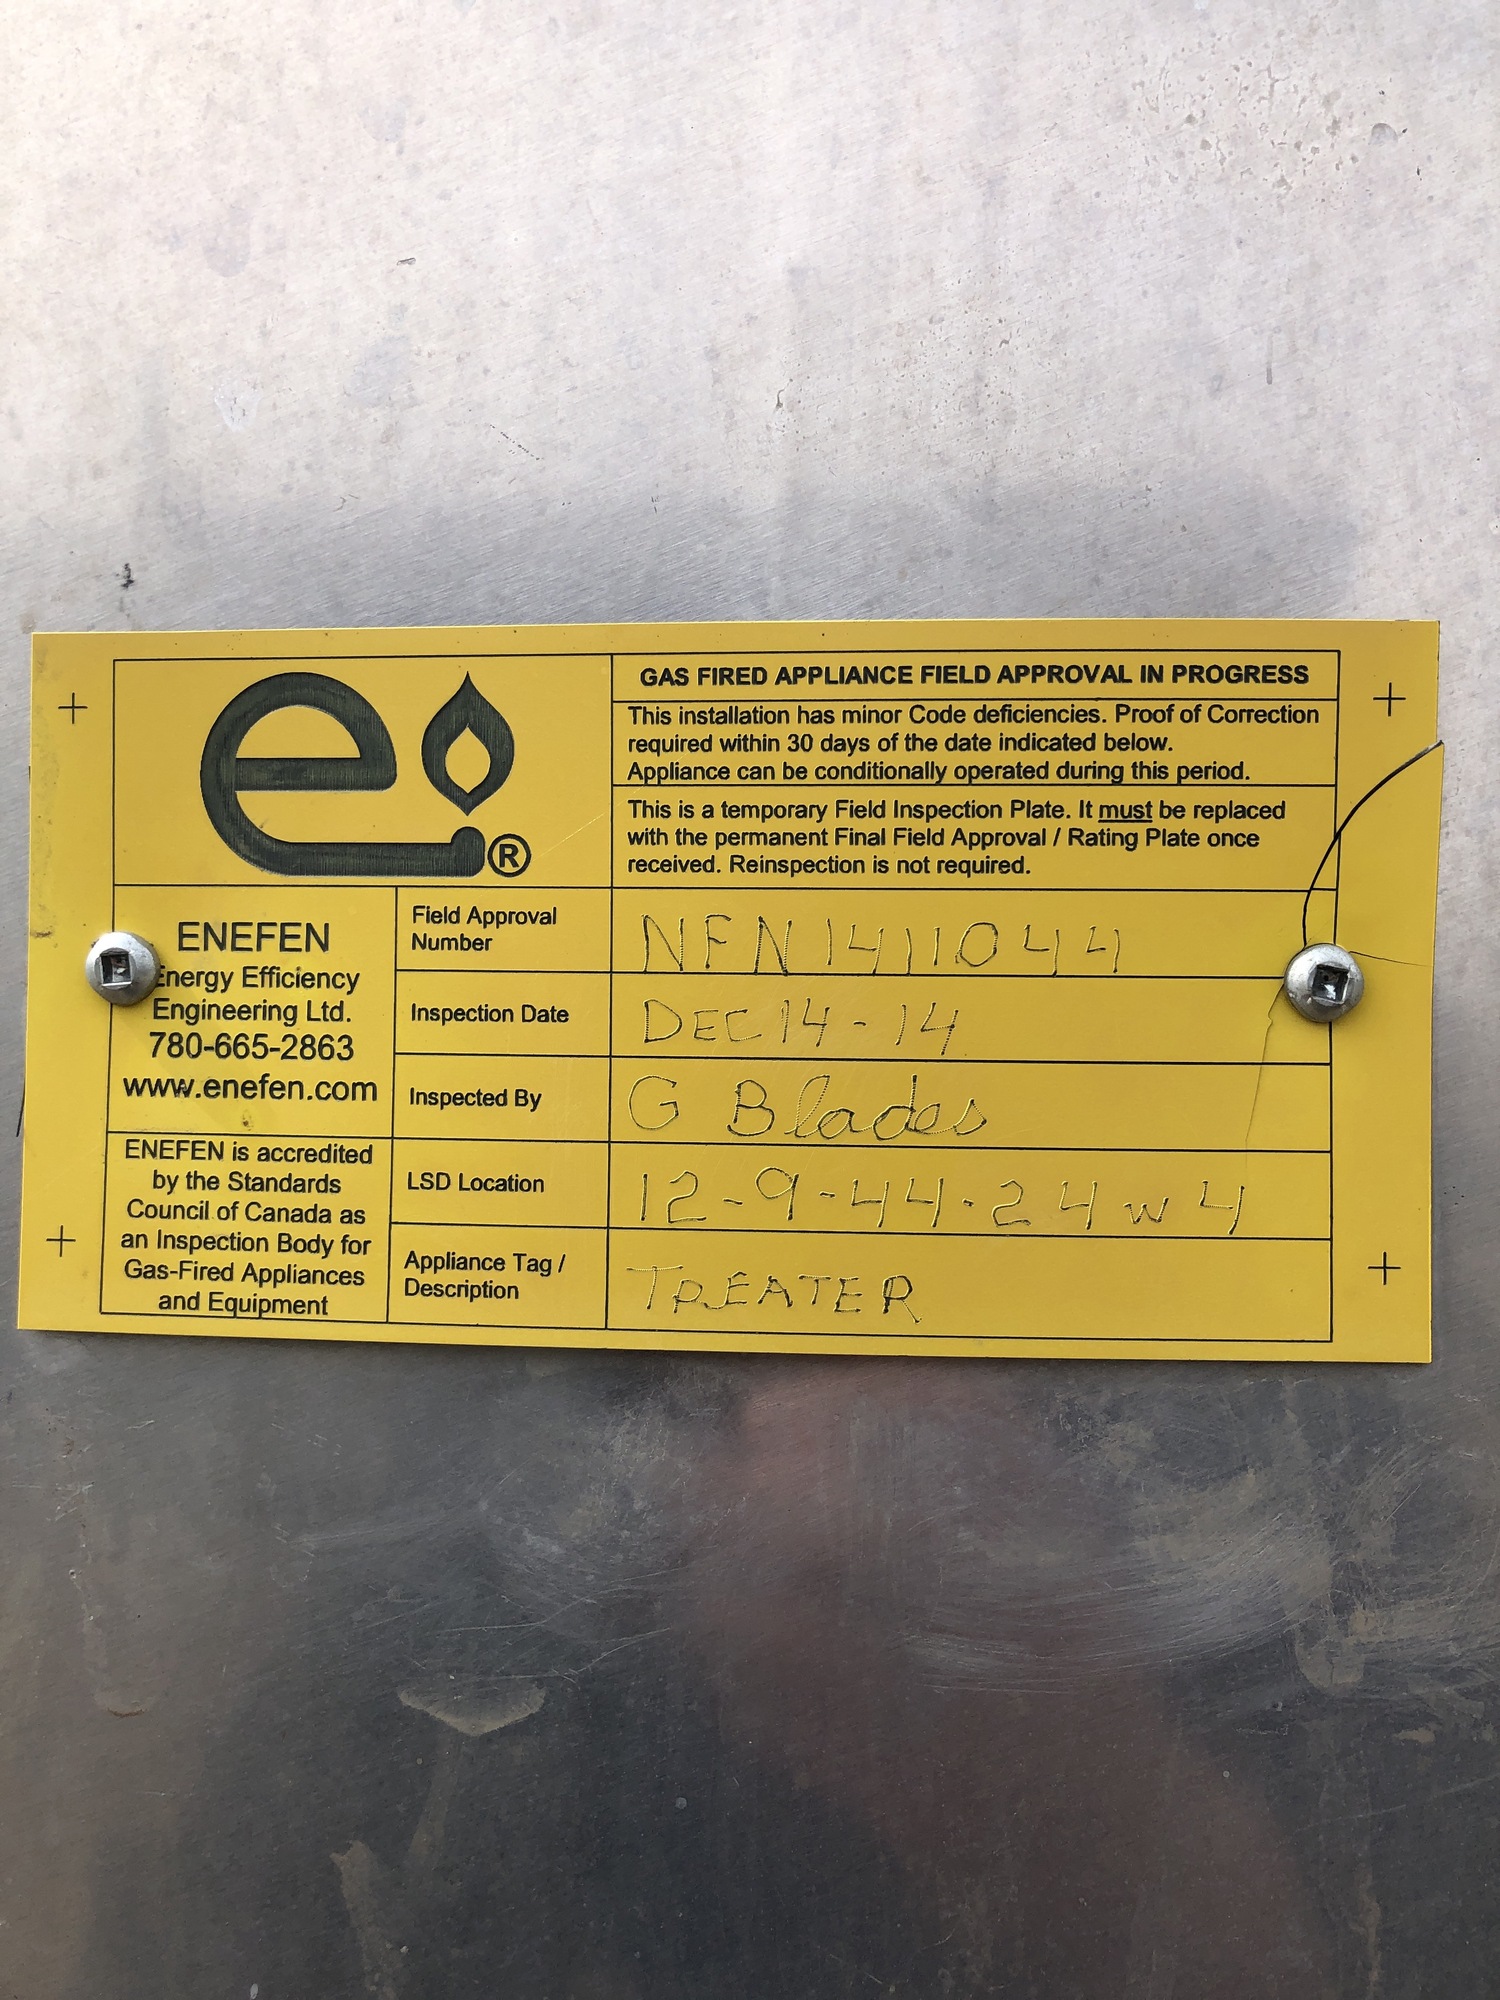 GAS FIRED APPLIANCE FIELD APPROVAL IN PROGRESS
This installation has minor Code deficiencies. Proof of Correction
required within 30 days of the date indicated below.
Appliance can be conditionally operated during this period.
This is a temporary Field Inspection Plate. It must be replaced
with the permanent Final Field Approval / Rating Plate once
received. Reinspection is not required.
e ®
ENEFEN
Energy Efficiency
Engineering Ltd.
780-665-2863
www.enefen.com
ENEFEN is accredited
by the Standards
Council of Canada as
an Inspection Body for
Gas-Fired Appliances
and Equipment
Field Approval
Number
NFN1411044
Inspection Date
DEC14-14
Inspected By
G Blades
LSD Location
12-9-44-24w4
Appliance Tag /
Description
TREATER